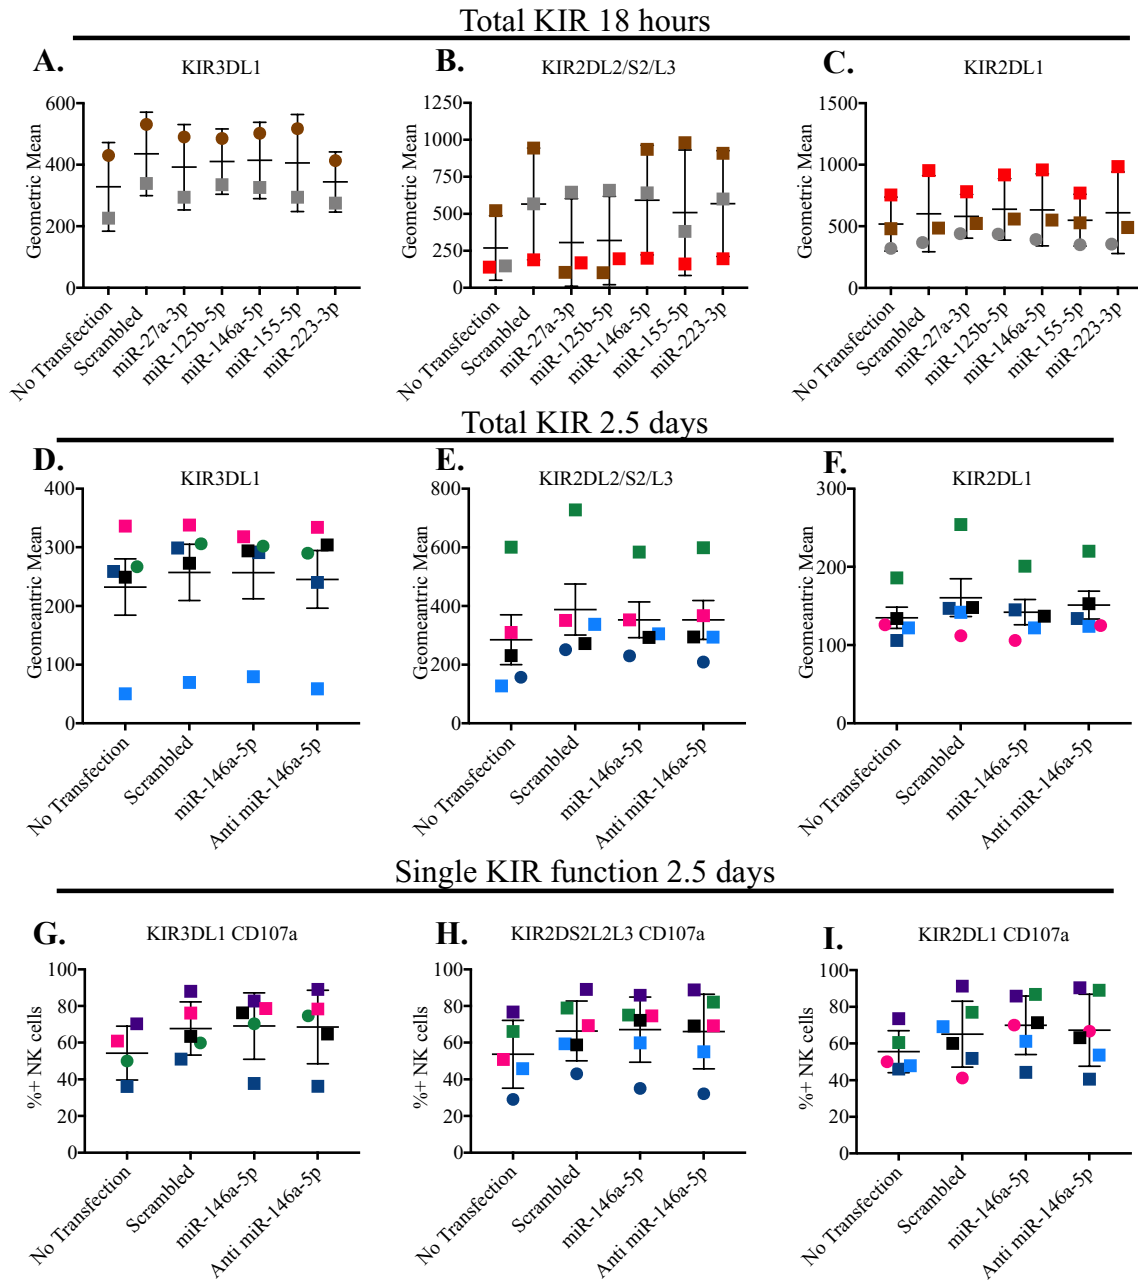 Total KIR 18 hours
A.
KIR3DL1
Geometric Mean
600
400
200
0
No Transfection
Scrambled
miR-27a-3p
miR-125b-5p
miR-146a-5p
miR-155-5p
miR-223-3p
B.
KIR2DL2/S2/L3
Geometric Mean
1250
1000
750
500
250
0
No Transfection
Scrambled
miR-27a-3p
miR-125b-5p
miR-146a-5p
miR-155-5p
miR-223-3p
C.
KIR2DL1
Geometric Mean
1500
1000
500
0
No Transfection
Scrambled
miR-27a-3p
miR-125b-5p
miR-146a-5p
miR-155-5p
miR-223-3p
Total KIR 2.5 days
D.
KIR3DL1
Geomeantric Mean
400
300
200
100
0
No Transfection
Scrambled
miR-146a-5p
Anti miR-146a-5p
E.
KIR2DL2/S2/L3
Geomeantric Mean
800
600
400
200
0
No Transfection
Scrambled
miR-146a-5p
Anti miR-146a-5p
F.
KIR2DL1
Geomeantric Mean
300
200
100
0
No Transfection
Scrambled
miR-146a-5p
Anti miR-146a-5p
Single KIR function 2.5 days
G.
KIR3DL1 CD107a
%+ NK cells
100
80
60
40
20
0
No Transfection
Scrambled
miR-146a-5p
Anti miR-146a-5p
H.
KIR2DS2L2L3 CD107a
%+ NK cells
100
80
60
40
20
0
No Transfection
Scrambled
miR-146a-5p
Anti miR-146a-5p
I.
KIR2DL1 CD107a
%+ NK cells
100
80
60
40
20
0
No Transfection
Scrambled
miR-146a-5p
Anti miR-146a-5p